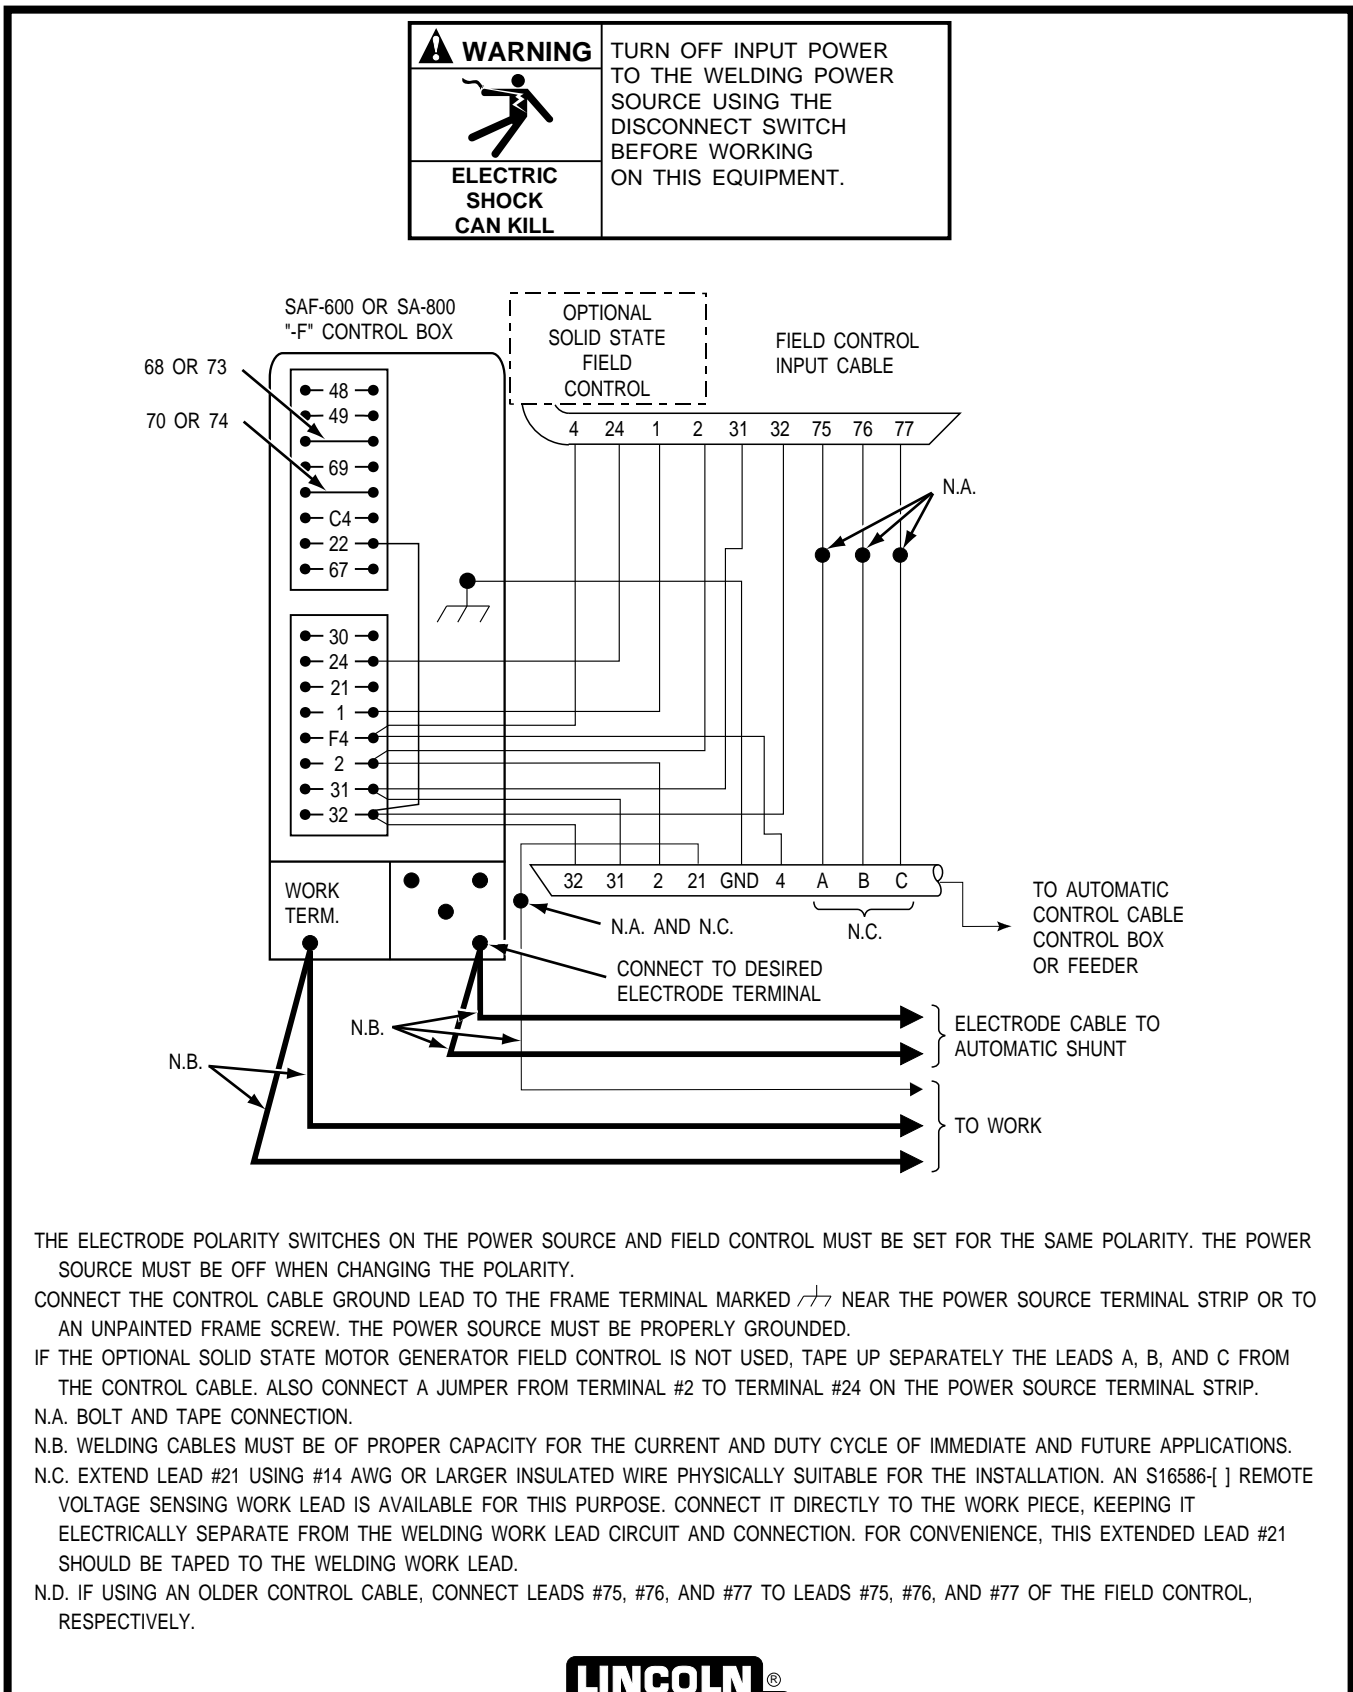 WARNING
ELECTRIC
SHOCK
CAN KILL
TURN OFF INPUT POWER
TO THE WELDING POWER
SOURCE USING THE
DISCONNECT SWITCH
BEFORE WORKING
ON THIS EQUIPMENT.
SAF-600 OR SA-800
"-F" CONTROL BOX
OPTIONAL
SOLID STATE
FIELD
CONTROL
FIELD CONTROL
INPUT CABLE
68 OR 73
70 OR 74
48
49
69
C4
22
67
4 24 1 2 31 32 75 76 77
N.A.
30
24
21
1
F4
2
31
32
WORK
TERM.
32 31 2 21 GND 4 A B C
N.A. AND N.C.
N.C.
TO AUTOMATIC
CONTROL CABLE
CONTROL BOX
OR FEEDER
CONNECT TO DESIRED
ELECTRODE TERMINAL
N.B.
N.B.
ELECTRODE CABLE TO
AUTOMATIC SHUNT
TO WORK
THE ELECTRODE POLARITY SWITCHES ON THE POWER SOURCE AND FIELD CONTROL MUST BE SET FOR THE SAME POLARITY. THE POWER
SOURCE MUST BE OFF WHEN CHANGING THE POLARITY.
CONNECT THE CONTROL CABLE GROUND LEAD TO THE FRAME TERMINAL MARKED NEAR THE POWER SOURCE TERMINAL STRIP OR TO
AN UNPAINTED FRAME SCREW. THE POWER SOURCE MUST BE PROPERLY GROUNDED.
IF THE OPTIONAL SOLID STATE MOTOR GENERATOR FIELD CONTROL IS NOT USED, TAPE UP SEPARATELY THE LEADS A, B, AND C FROM
THE CONTROL CABLE. ALSO CONNECT A JUMPER FROM TERMINAL #2 TO TERMINAL #24 ON THE POWER SOURCE TERMINAL STRIP.
N.A. BOLT AND TAPE CONNECTION.
N.B. WELDING CABLES MUST BE OF PROPER CAPACITY FOR THE CURRENT AND DUTY CYCLE OF IMMEDIATE AND FUTURE APPLICATIONS.
N.C. EXTEND LEAD #21 USING #14 AWG OR LARGER INSULATED WIRE PHYSICALLY SUITABLE FOR THE INSTALLATION. AN S16586-[ ] REMOTE
VOLTAGE SENSING WORK LEAD IS AVAILABLE FOR THIS PURPOSE. CONNECT IT DIRECTLY TO THE WORK PIECE, KEEPING IT
ELECTRICALLY SEPARATE FROM THE WELDING WORK LEAD CIRCUIT AND CONNECTION. FOR CONVENIENCE, THIS EXTENDED LEAD #21
SHOULD BE TAPED TO THE WELDING WORK LEAD.
N.D. IF USING AN OLDER CONTROL CABLE, CONNECT LEADS #75, #76, AND #77 TO LEADS #75, #76, AND #77 OF THE FIELD CONTROL,
RESPECTIVELY.
LINCOLN ®